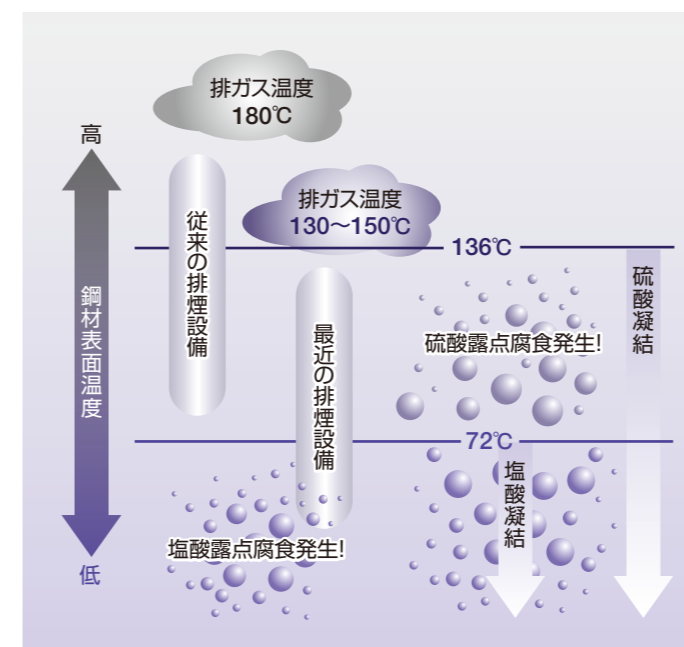 排ガス温度
180℃
高
排ガス温度
130～150℃
従来の排煙設備
136℃
鋼材表面温度
硫酸凝結
最近の排煙設備
硫酸露点腐食発生!
72℃
塩酸凝結
塩酸露点腐食発生!
低